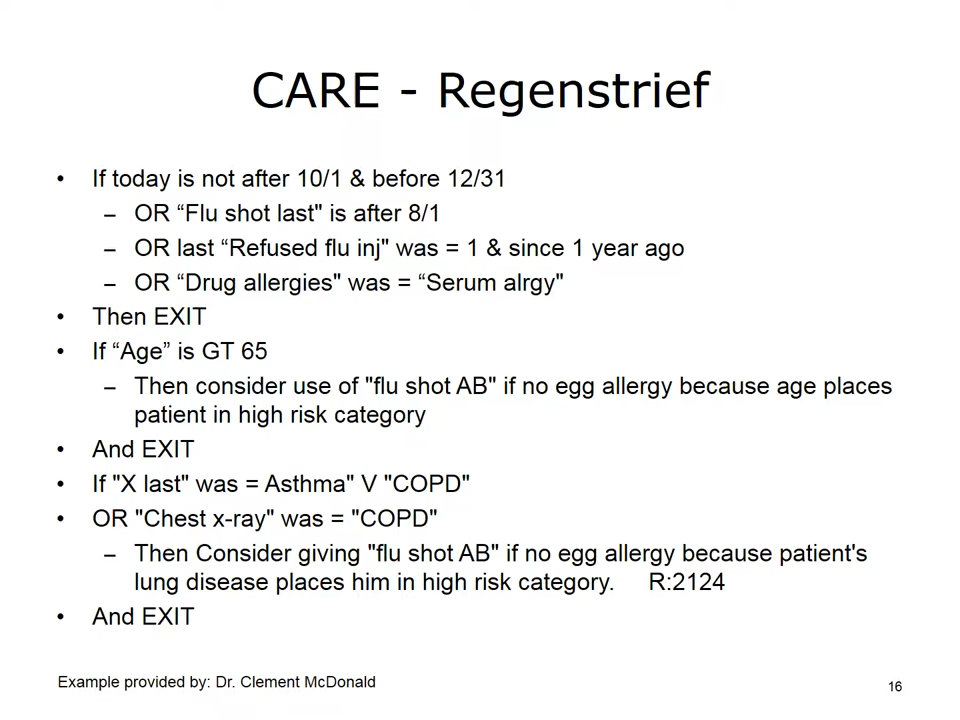 CARE - Regenstrief
• If today is not after 10/1 & before 12/31
– OR “Flu shot last" is after 8/1
– OR last “Refused flu inj" was = 1 & since 1 year ago
– OR “Drug allergies" was = “Serum alrgy"
• Then EXIT
• If “Age” is GT 65
– Then consider use of "flu shot AB" if no egg allergy because age places
patient in high risk category
• And EXIT
• If "X last" was = Asthma" V "COPD"
• OR "Chest x-ray" was = "COPD"
– Then Consider giving "flu shot AB" if no egg allergy because patient's
lung disease places him in high risk category. R:2124
• And EXIT
Example provided by: Dr. Clement McDonald
16